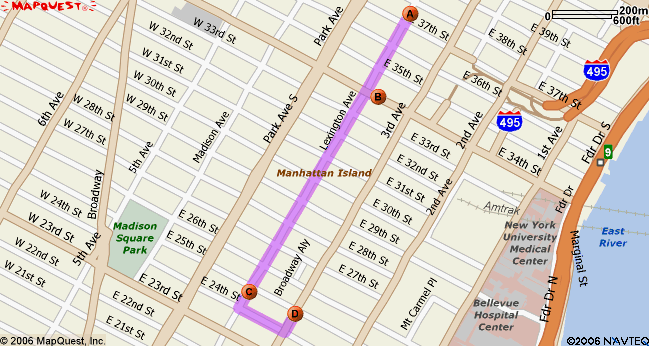 MAPQUEST
W 33rd St
W 32nd St
W 31st St
W 30th St
W 29th St
W 28th St
W 27th St
6th Ave
5th Ave
Madison Ave
Park Ave
Park Ave S
Lexington Ave
3rd Ave
2nd Ave
1st Ave
A
B
37th St
E 35th St
E 38th St
E 39th St
E 36th St
E 37th St
0
200m
600ft
495
495
Fdr Dr S
9
E 34th St
E 33rd St
E 32nd St
E 31st St
E 30th St
E 29th St
E 28th St
E 27th St
2nd Ave
Manhattan Island
Broadway
W 24th St
W 23rd St
W 22nd St
W 21st St
5th Ave
Madison
Square
Park
E 26th St
E 25th St
E 24th St
E 23rd St
E 22nd St
E 21st St
Broadway Aly
C
D
Mt Carmel Pl
Amtrak
Fdr Dr
New York
University
Medical
Center
Marginal St
East
River
Bellevue
Hospital
Center
Fdr Dr N
© 2006 MapQuest, Inc.
©2006 NAVTEQ